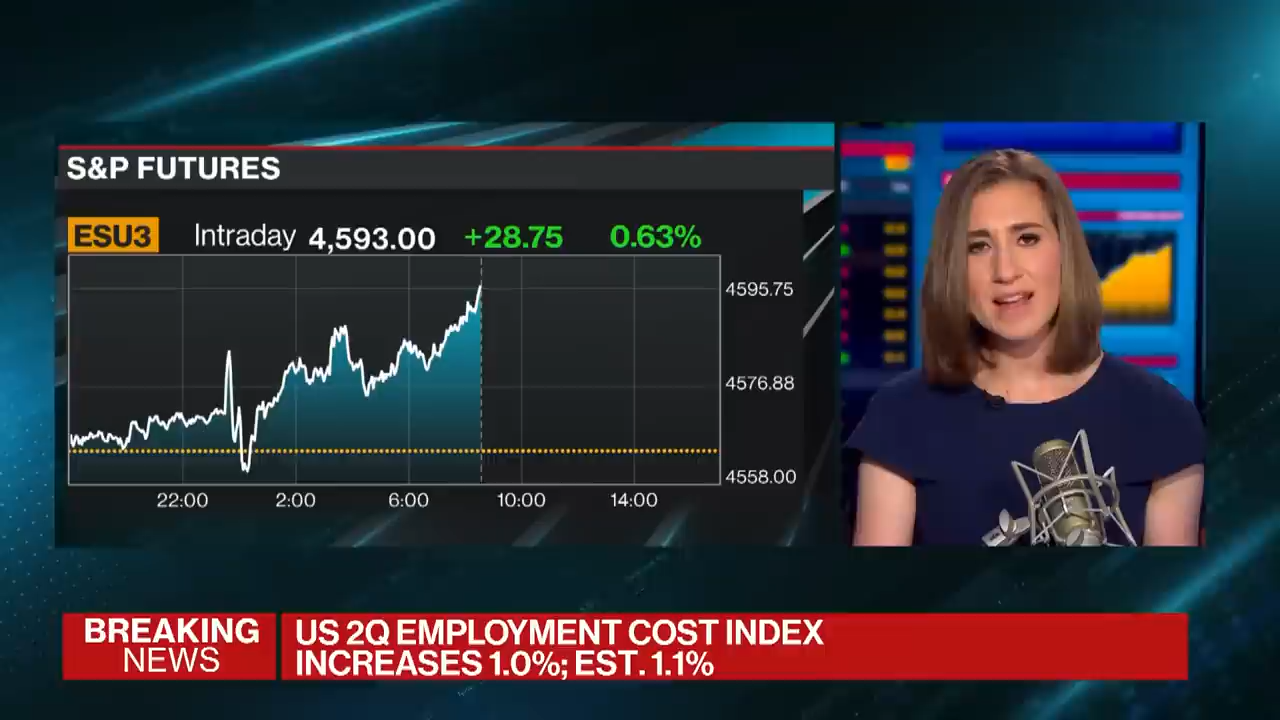 S&P FUTURES
ESU3 Intraday 4,593.00 +28.75 0.63%
4595.75
4576.88
4558.00
22:00 2:00 6:00 10:00 14:00
BREAKING NEWS
US 2Q EMPLOYMENT COST INDEX
INCREASES 1.0%; EST. 1.1%